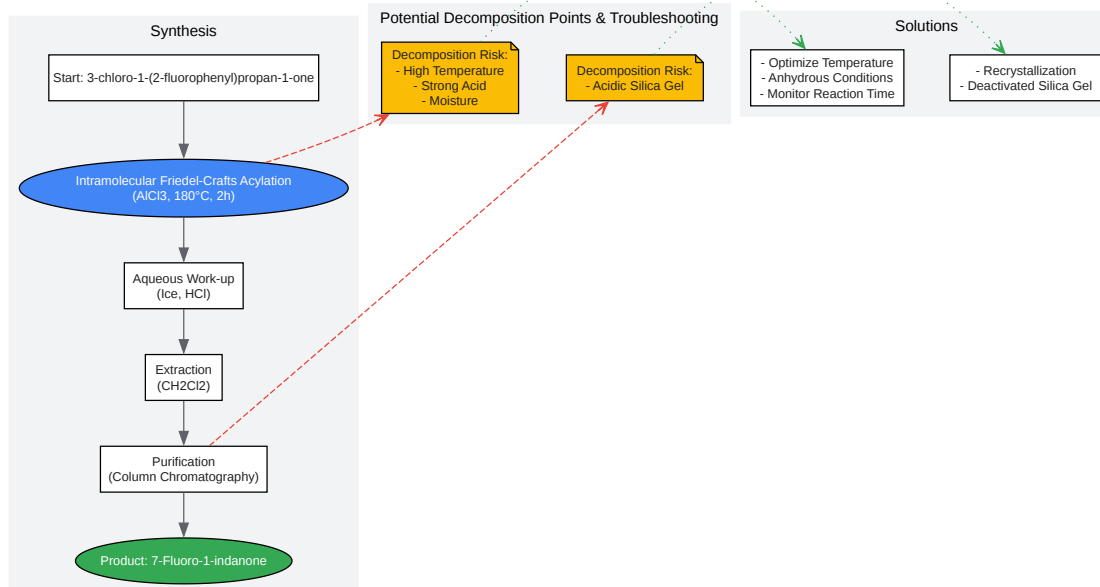 Synthesis
Start: 3-chloro-1-(2-fluorophenyl)propan-1-one
Intramolecular Friedel-Crafts Acylation
(AlCl3, 180°C, 2h)
Aqueous Work-up
(Ice, HCl)
Extraction
(CH2Cl2)
Purification
(Column Chromatography)
Product: 7-Fluoro-1-indanone
Potential Decomposition Points & Troubleshooting
Decomposition Risk:
- High Temperature
- Strong Acid
- Moisture
Decomposition Risk:
- Acidic Silica Gel
Solutions
- Optimize Temperature
- Anhydrous Conditions
- Monitor Reaction Time
- Recrystallization
- Deactivated Silica Gel